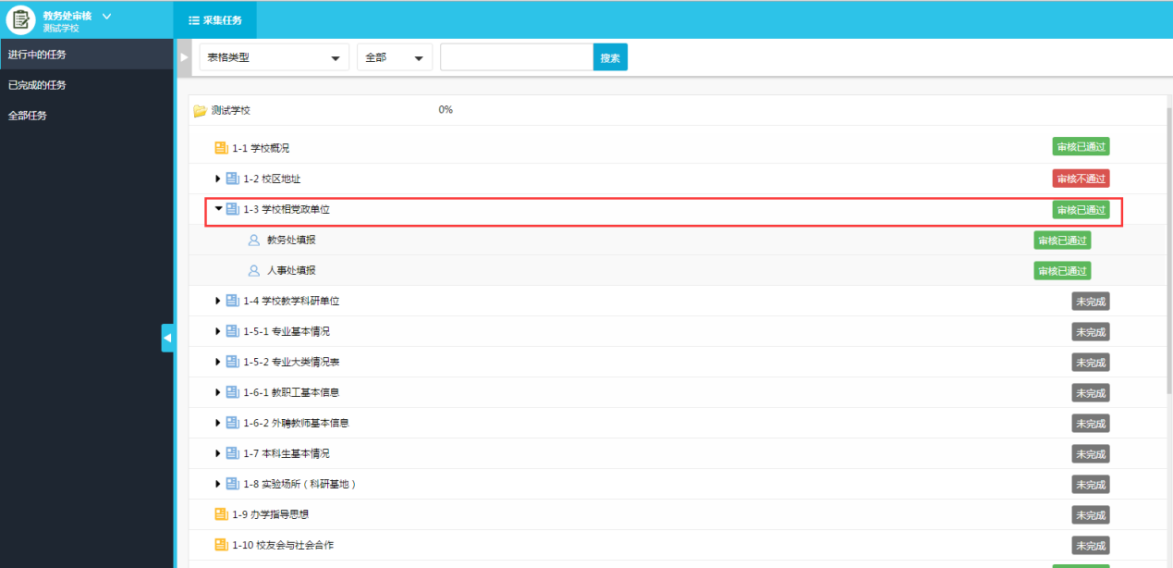 教务处审核
测试学校
采集任务
进行中的任务
已完成的任务
全部任务
表格类型
全部
搜索
测试学校 0%
1-1 学校概况 审核已通过
1-2 校区地址 审核不通过
1-3 学校相党政单位 审核已通过
教务处填报 审核已通过
人事处填报 审核已通过
1-4 学校教学科研单位 未完成
1-5-1 专业基本情况 未完成
1-5-2 专业大类情况表 未完成
1-6-1 教职工基本信息 未完成
1-6-2 外聘教师基本信息 未完成
1-7 本科生基本情况 未完成
1-8 实验场所（科研基地） 未完成
1-9 办学指导思想 未完成
1-10 校友会与社会合作 未完成